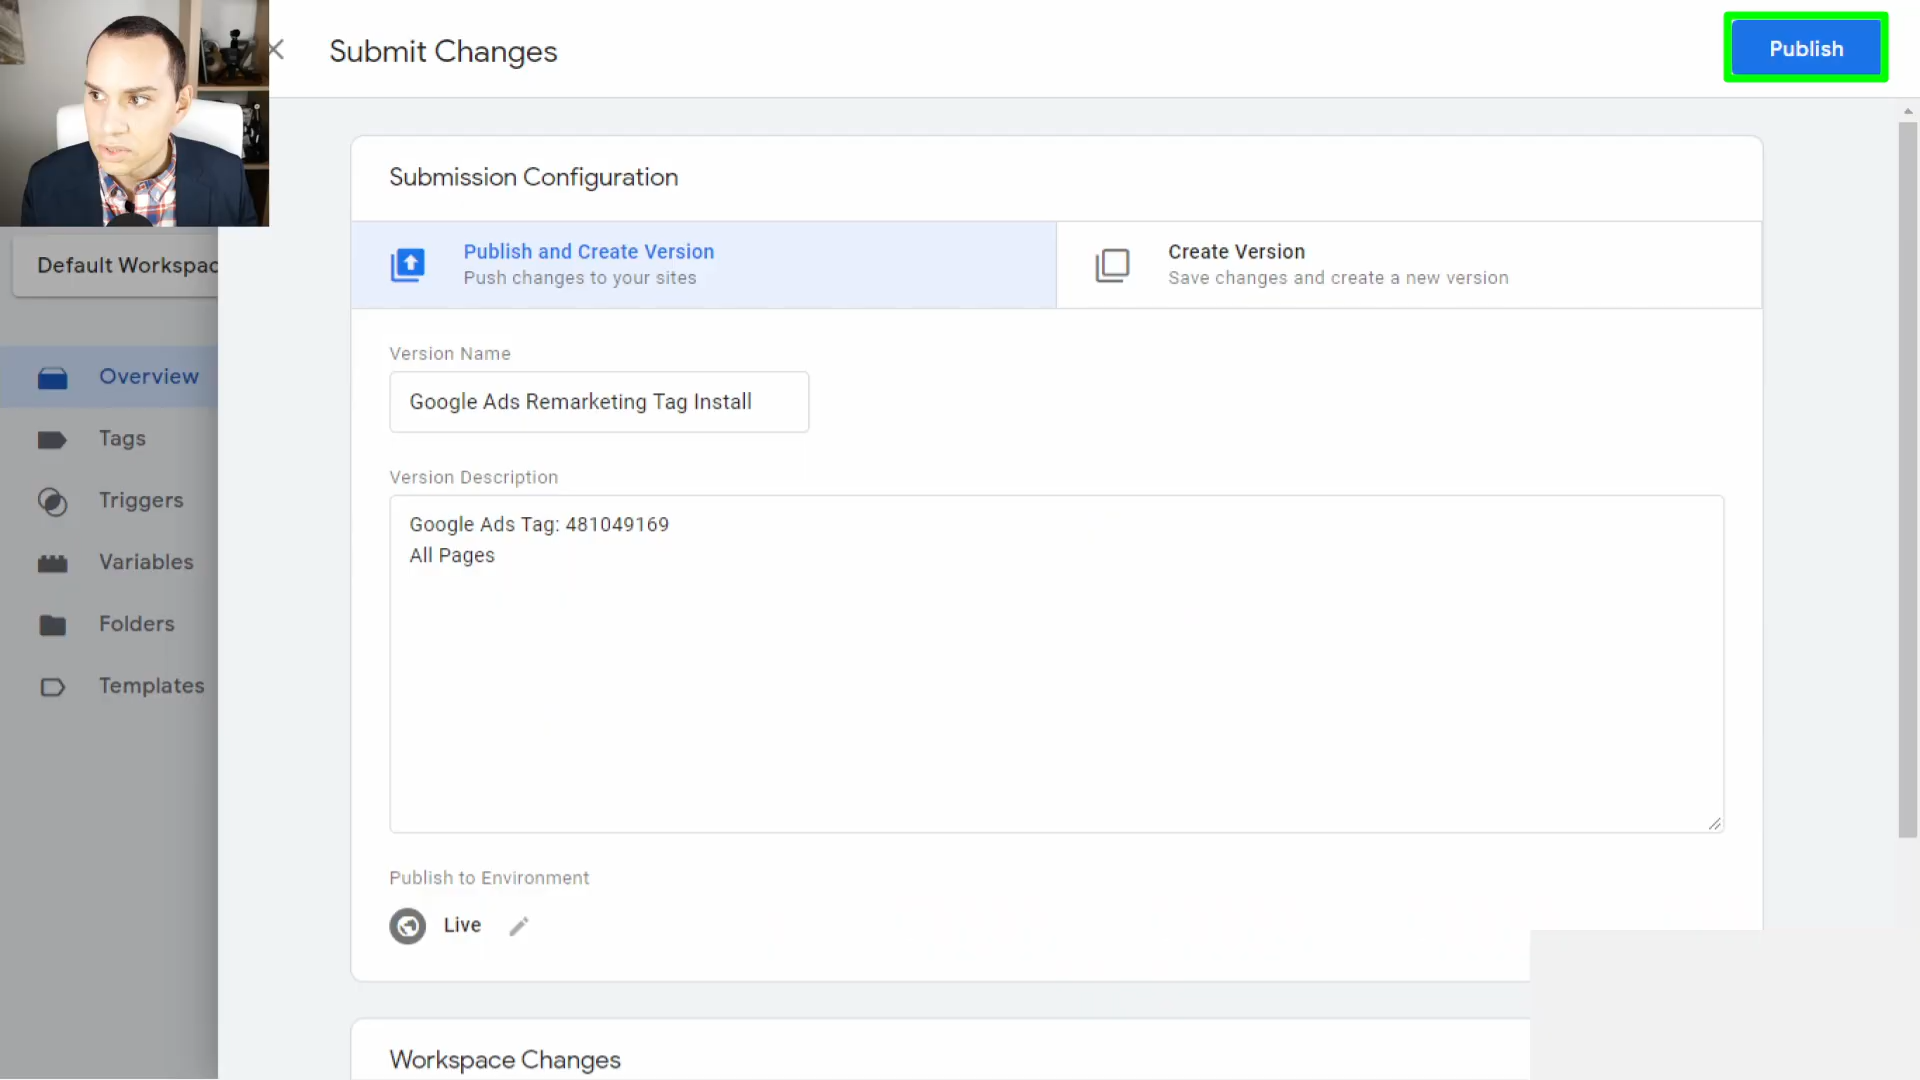 Submit Changes
Publish
Submission Configuration
Publish and Create Version
Push changes to your sites
Create Version
Save changes and create a new version
Default Workspac
Overview
Tags
Triggers
Variables
Folders
Templates
Version Name
Google Ads Remarketing Tag Install
Version Description
Google Ads Tag: 481049169
All Pages
Publish to Environment
Live
Workspace Changes